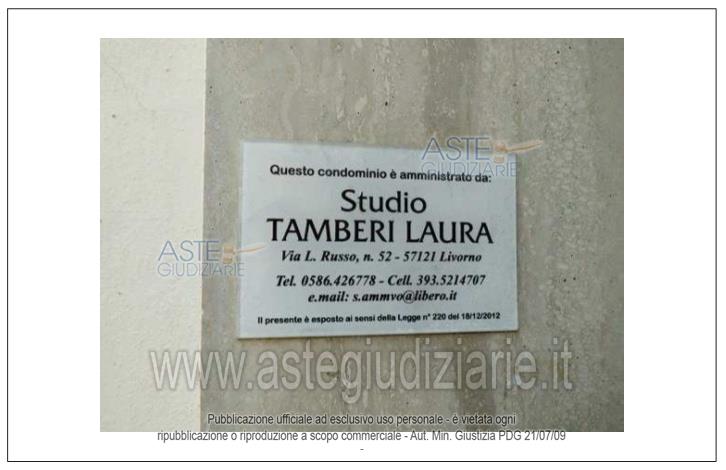 ASTE
GIUDIZIARIE
Questo condominio è amministrato da:
Studio
TAMBERI LAURA
Via L. Russo, n. 52 - 57121 Livorno
Tel. 0586.426778 - Cell. 393.5214707
e.mail: s.ammvo@libero.it
Il presente è esposto ai sensi della Legge n° 220 del 18/12/2012
ASTE
GIUDIZIARIE
www.astegiudiziarie.it
Pubblicazione ufficiale ad esclusivo uso personale - è vietata ogni
ripubblicazione o riproduzione a scopo commerciale - Aut. Min. Giustizia PDG 21/07/09
-